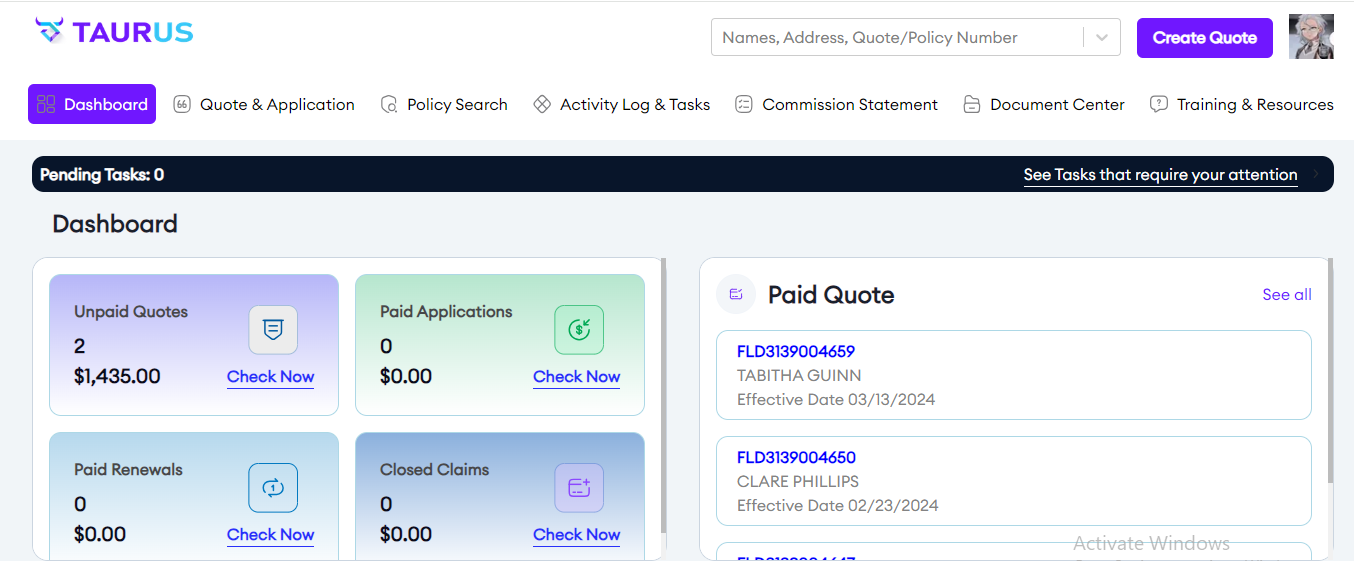 TAURUS
Names, Address, Quote/Policy Number
Create Quote
Dashboard
Quote & Application
Policy Search
Activity Log & Tasks
Commission Statement
Document Center
Training & Resources
Pending Tasks: 0
See Tasks that require your attention
Dashboard
Unpaid Quotes
2
$1,435.00
Check Now
Paid Applications
0
$0.00
Check Now
Paid Renewals
0
$0.00
Check Now
Closed Claims
0
$0.00
Check Now
Paid Quote
See all
FLD3139004659
TABITHA GUINN
Effective Date 03/13/2024
FLD3139004650
CLARE PHILLIPS
Effective Date 02/23/2024
Activate Windows